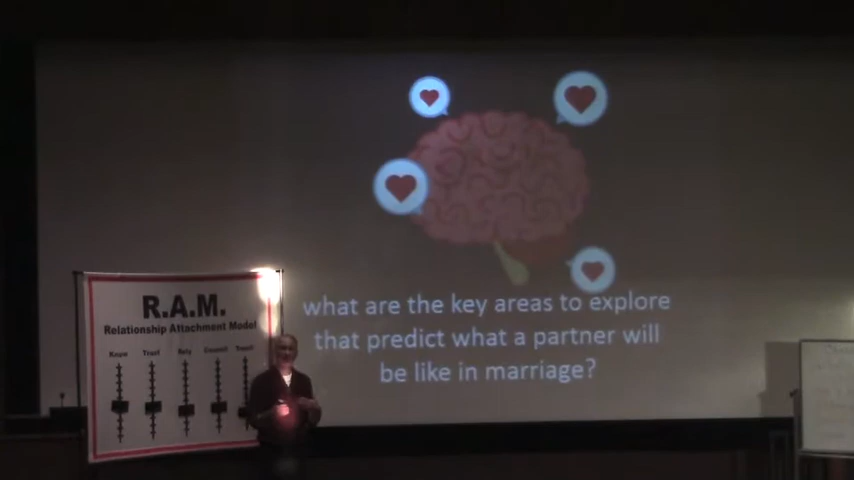 what are the key areas to explore
that predict what a partner will
be like in marriage?
R.A.M.
Relationship Attachment Model
Know Trust Rely Commit Touch